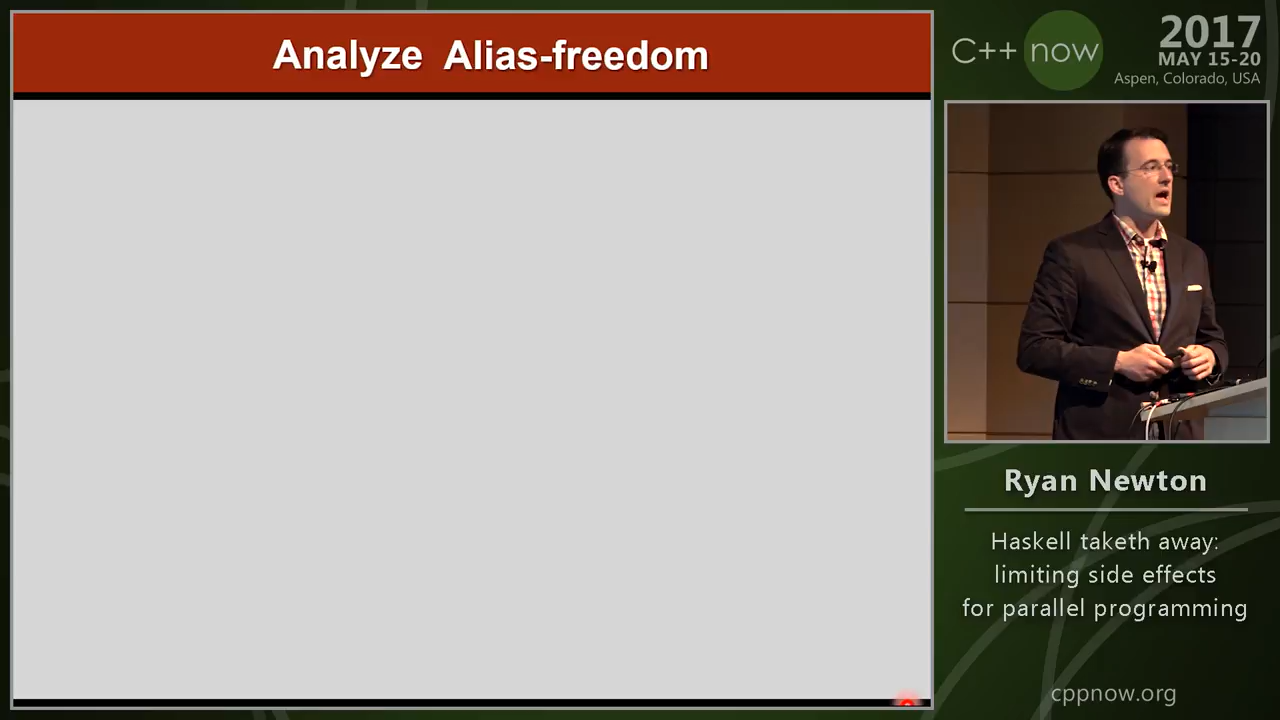 Analyze Alias-freedom
C++ now
2017
MAY 15-20
Aspen, Colorado, USA
Ryan Newton
Haskell taketh away:
limiting side effects
for parallel programming
cppnow.org